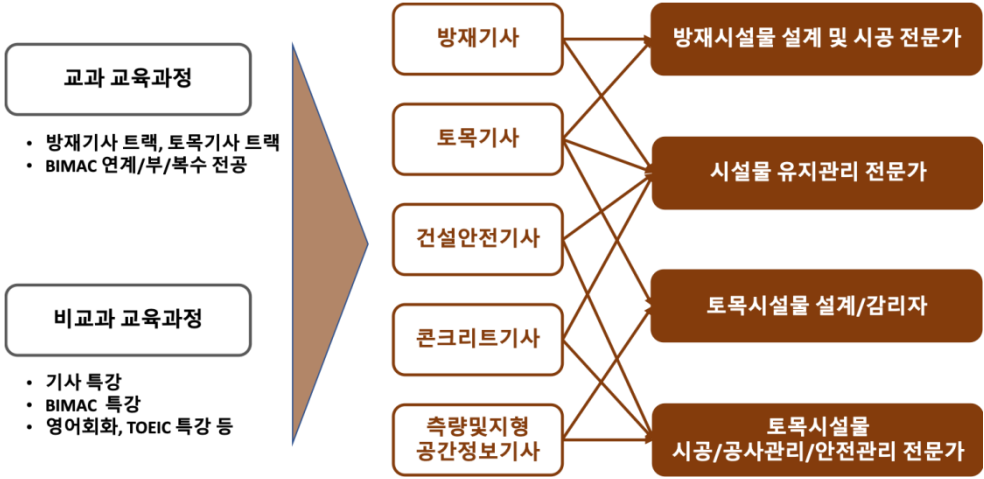 교과 교육과정
• 방재기사 트랙, 토목기사 트랙
• BIMAC 연계/부/복수 전공
비교과 교육과정
• 기사 특강
• BIMAC 특강
• 영어회화, TOEIC 특강 등
방재기사
토목기사
건설안전기사
콘크리트기사
측량및지형
공간정보기사
방재시설물 설계 및 시공 전문가
시설물 유지관리 전문가
토목시설물 설계/감리자
토목시설물
시공/공사관리/안전관리 전문가